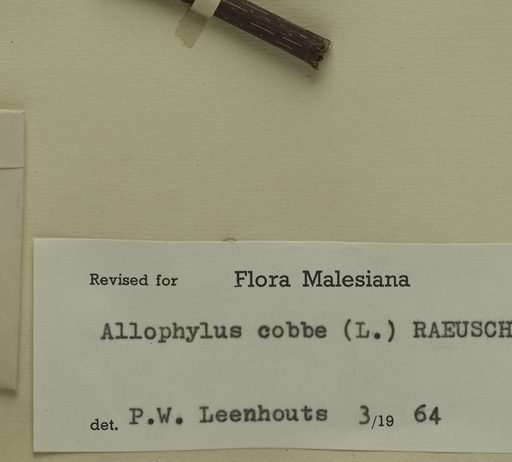 Revised for Flora Malesiana
Allophylus cobbe (L.) RAEUSCH
det. P.W. Leenhouts 3/19 64